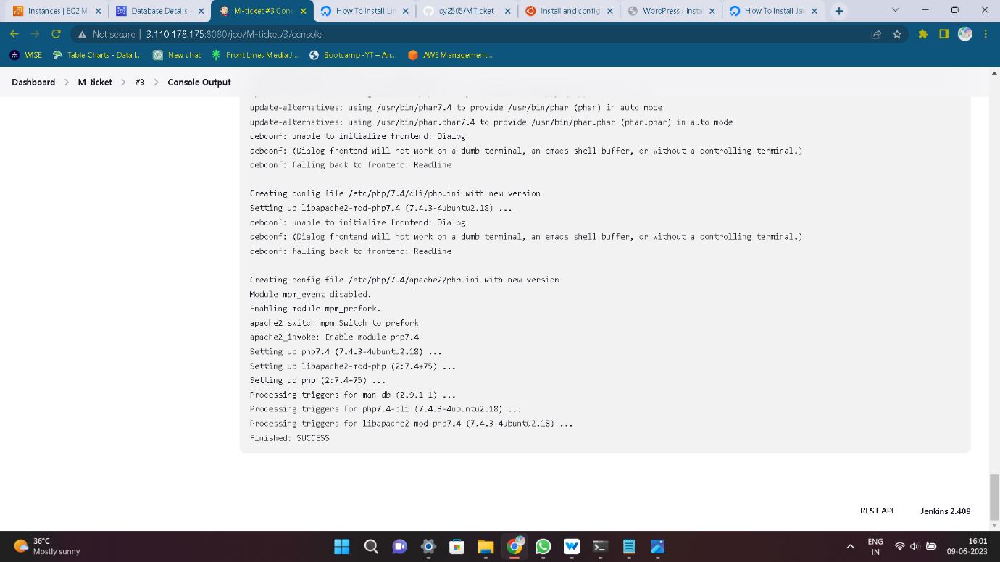 Instances | EC2 M
Database Details -
M-ticket #3 Cons
How To Install Lin
dy2505/MTicket
Install and config
WordPress › Insta
How To Install Jav
Not secure | 3.110.178.175:8080/job/M-ticket/3/console
WISE
Table Charts - Data I...
New chat
Front Lines Media J...
Bootcamp -YT – An...
AWS Management...
Dashboard > M-ticket > #3 > Console Output
update-alternatives: using /usr/bin/phar7.4 to provide /usr/bin/phar (phar) in auto mode
update-alternatives: using /usr/bin/phar.phar7.4 to provide /usr/bin/phar.phar (phar.phar) in auto mode
debconf: unable to initialize frontend: Dialog
debconf: (Dialog frontend will not work on a dumb terminal, an emacs shell buffer, or without a controlling terminal.)
debconf: falling back to frontend: Readline
Creating config file /etc/php/7.4/cli/php.ini with new version
Setting up libapache2-mod-php7.4 (7.4.3-4ubuntu2.18) ...
debconf: unable to initialize frontend: Dialog
debconf: (Dialog frontend will not work on a dumb terminal, an emacs shell buffer, or without a controlling terminal.)
debconf: falling back to frontend: Readline
Creating config file /etc/php/7.4/apache2/php.ini with new version
Module mpm_event disabled.
Enabling module mpm_prefork.
apache2_switch_mpm Switch to prefork
apache2_invoke: Enable module php7.4
Setting up php7.4 (7.4.3-4ubuntu2.18) ...
Setting up libapache2-mod-php (2:7.4+75) ...
Setting up php (2:7.4+75) ...
Processing triggers for man-db (2.9.1-1) ...
Processing triggers for php7.4-cli (7.4.3-4ubuntu2.18) ...
Processing triggers for libapache2-mod-php7.4 (7.4.3-4ubuntu2.18) ...
Finished: SUCCESS
REST API
Jenkins 2.409
36°C
Mostly sunny
ENG
IN
16:01
09-06-2023